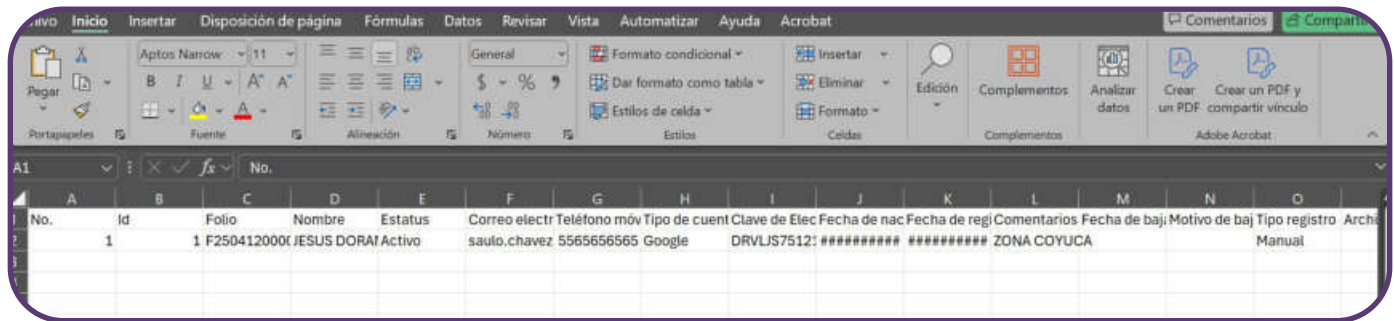 Inicio Insertar Disposición de página Fórmulas Datos Revisar Vista Automatizar Ayuda Acrobat Comentarios
Aptos Narrow 11 General Formato condicional Insertar
Pegar B I U A A $ % Dar formato como tabla Eliminar Edición Complementos Analizar datos Crear un PDF Crear un PDF y compartir vínculo
A Estilos de celda Formato
Portapapeles Fuente Alineación Número Estilos Celdas Complementos Adobe Acrobat
A1 fx No.
A B C D E F G H I J K L M N O
No. Id Folio Nombre Estatus Correo electr Teléfono móv Tipo de cuent Clave de Elec Fecha de nac Fecha de regi Comentarios Fecha de baj Motivo de baj Tipo registro Archi
1 1 F250412000 JESUS DORA Activo saulo.chavez 5565656565 Google DRVLJS7512 ########## ########## ZONA COYUCA Manual